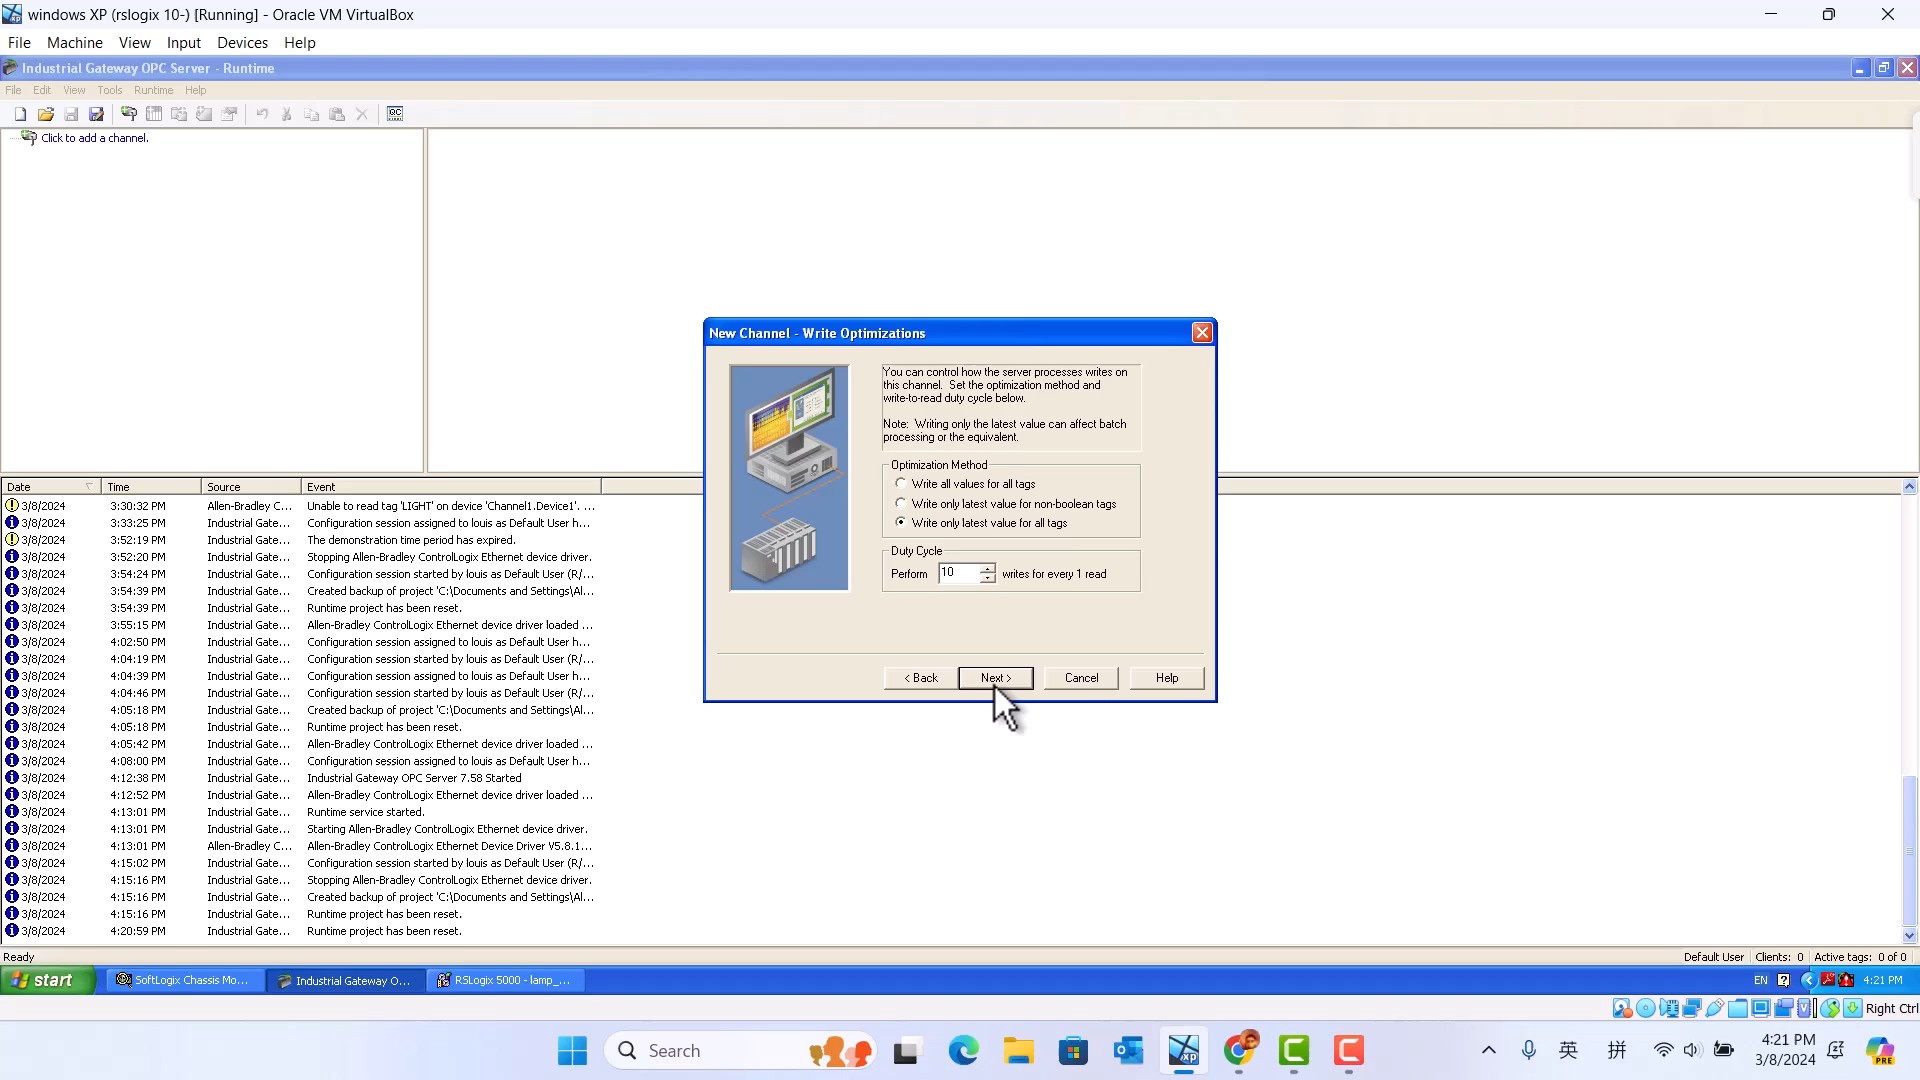 windows XP (rslogix 10-) [Running] - Oracle VM VirtualBox
File Machine View Input Devices Help
Industrial Gateway OPC Server - Runtime
File Edit View Tools Runtime Help
Click to add a channel.
New Channel - Write Optimizations
You can control how the server processes writes on
this channel. Set the optimization method and
write-to-read duty cycle below.
Note: Writing only the latest value can affect batch
processing or the equivalent.
Optimization Method
Write all values for all tags
Write only latest value for non-boolean tags
Write only latest value for all tags
Duty Cycle
Perform 10 writes for every 1 read
< Back Next > Cancel Help
Date Time Source Event
3/8/2024 3:30:32 PM Allen-Bradley C... Unable to read tag 'LIGHT' on device 'Channel1.Device1'. ...
3/8/2024 3:33:25 PM Industrial Gate... Configuration session assigned to louis as Default User h...
3/8/2024 3:52:19 PM Industrial Gate... The demonstration time period has expired.
3/8/2024 3:52:20 PM Industrial Gate... Stopping Allen-Bradley ControlLogix Ethernet device driver.
3/8/2024 3:54:24 PM Industrial Gate... Configuration session started by louis as Default User (R/...
3/8/2024 3:54:39 PM Industrial Gate... Created backup of project 'C:\Documents and Settings\Al...
3/8/2024 3:54:39 PM Industrial Gate... Runtime project has been reset.
3/8/2024 3:55:15 PM Industrial Gate... Allen-Bradley ControlLogix Ethernet device driver loaded ...
3/8/2024 4:02:50 PM Industrial Gate... Configuration session assigned to louis as Default User h...
3/8/2024 4:04:19 PM Industrial Gate... Configuration session started by louis as Default User (R/...
3/8/2024 4:04:39 PM Industrial Gate... Configuration session assigned to louis as Default User h...
3/8/2024 4:04:46 PM Industrial Gate... Configuration session started by louis as Default User (R/...
3/8/2024 4:05:18 PM Industrial Gate... Created backup of project 'C:\Documents and Settings\Al...
3/8/2024 4:05:18 PM Industrial Gate... Runtime project has been reset.
3/8/2024 4:05:42 PM Industrial Gate... Allen-Bradley ControlLogix Ethernet device driver loaded ...
3/8/2024 4:08:00 PM Industrial Gate... Configuration session assigned to louis as Default User h...
3/8/2024 4:12:38 PM Industrial Gate... Industrial Gateway OPC Server 7.58 Started
3/8/2024 4:12:52 PM Industrial Gate... Allen-Bradley ControlLogix Ethernet device driver loaded ...
3/8/2024 4:13:01 PM Industrial Gate... Runtime service started.
3/8/2024 4:13:01 PM Industrial Gate... Starting Allen-Bradley ControlLogix Ethernet device driver.
3/8/2024 4:13:01 PM Allen-Bradley C... Allen-Bradley ControlLogix Ethernet Device Driver V5.8.1...
3/8/2024 4:15:02 PM Industrial Gate... Configuration session started by louis as Default User (R/...
3/8/2024 4:15:16 PM Industrial Gate... Stopping Allen-Bradley ControlLogix Ethernet device driver.
3/8/2024 4:15:16 PM Industrial Gate... Created backup of project 'C:\Documents and Settings\Al...
3/8/2024 4:15:16 PM Industrial Gate... Runtime project has been reset.
3/8/2024 4:20:59 PM Industrial Gate... Runtime project has been reset.
Ready Default User Clients: 0 Active tags: 0 of 0
start SoftLogix Chassis Mo... Industrial Gateway O... RSLogix 5000 - lamp_... EN 4:21 PM
Right Ctrl
Search 英 拼 4:21 PM
3/8/2024
PRE